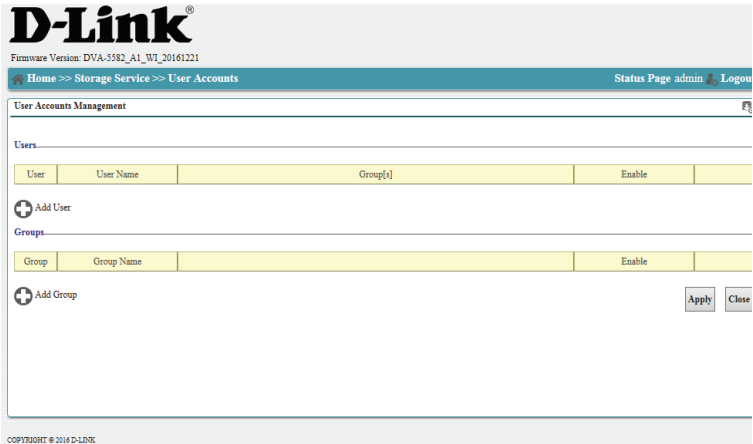 D-Link®
Firmware Version: DVA-5582_A1_WI_20161221
Home >> Storage Service >> User Accounts Status Page admin Logou
User Accounts Management
Users
User User Name Group[s] Enable
Add User
Groups
Group Group Name Enable
Add Group
Apply Close
COPYRIGHT © 2016 D-LINK